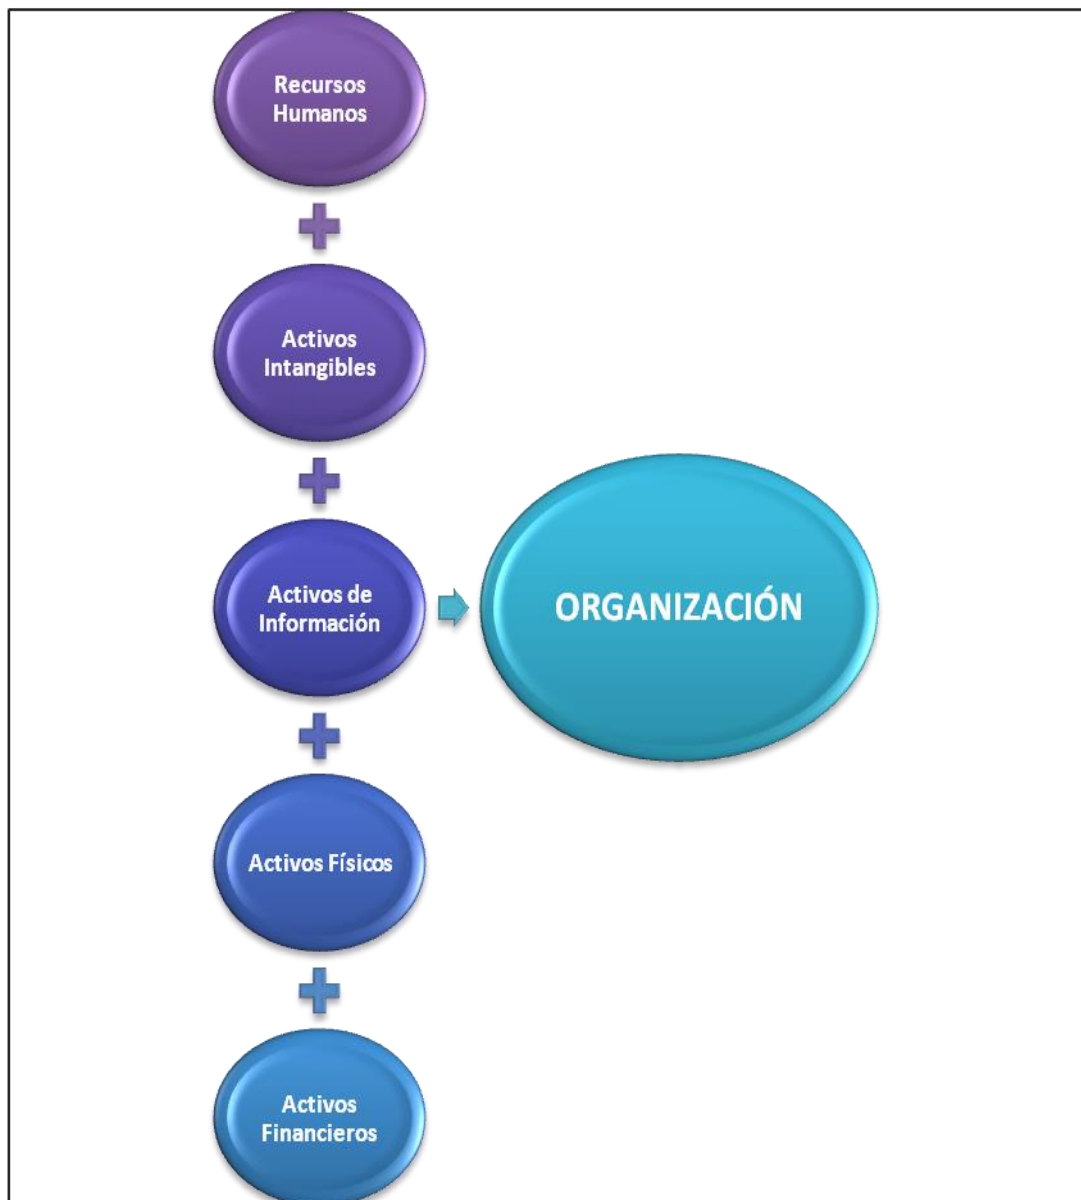 Recursos
Humanos
Activos
Intangibles
Activos de
Información
ORGANIZACIÓN
Activos Físicos
Activos
Financieros